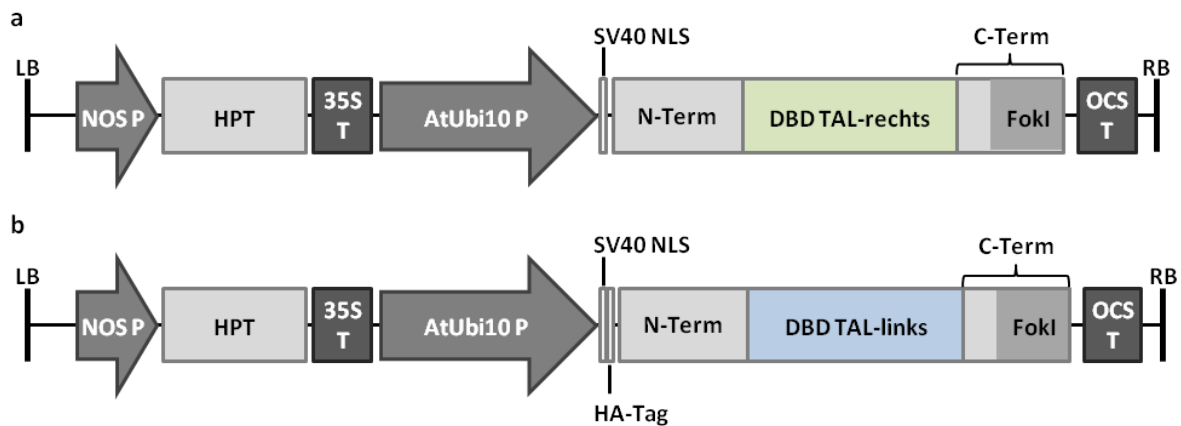 a
SV40 NLS
C-Term
LB
RB
NOS P
HPT
35S
T
AtUbi10 P
N-Term
DBD TAL-rechts
FokI
OCS
T
b
SV40 NLS
C-Term
LB
RB
NOS P
HPT
35S
T
AtUbi10 P
N-Term
DBD TAL-links
FokI
OCS
T
HA-Tag